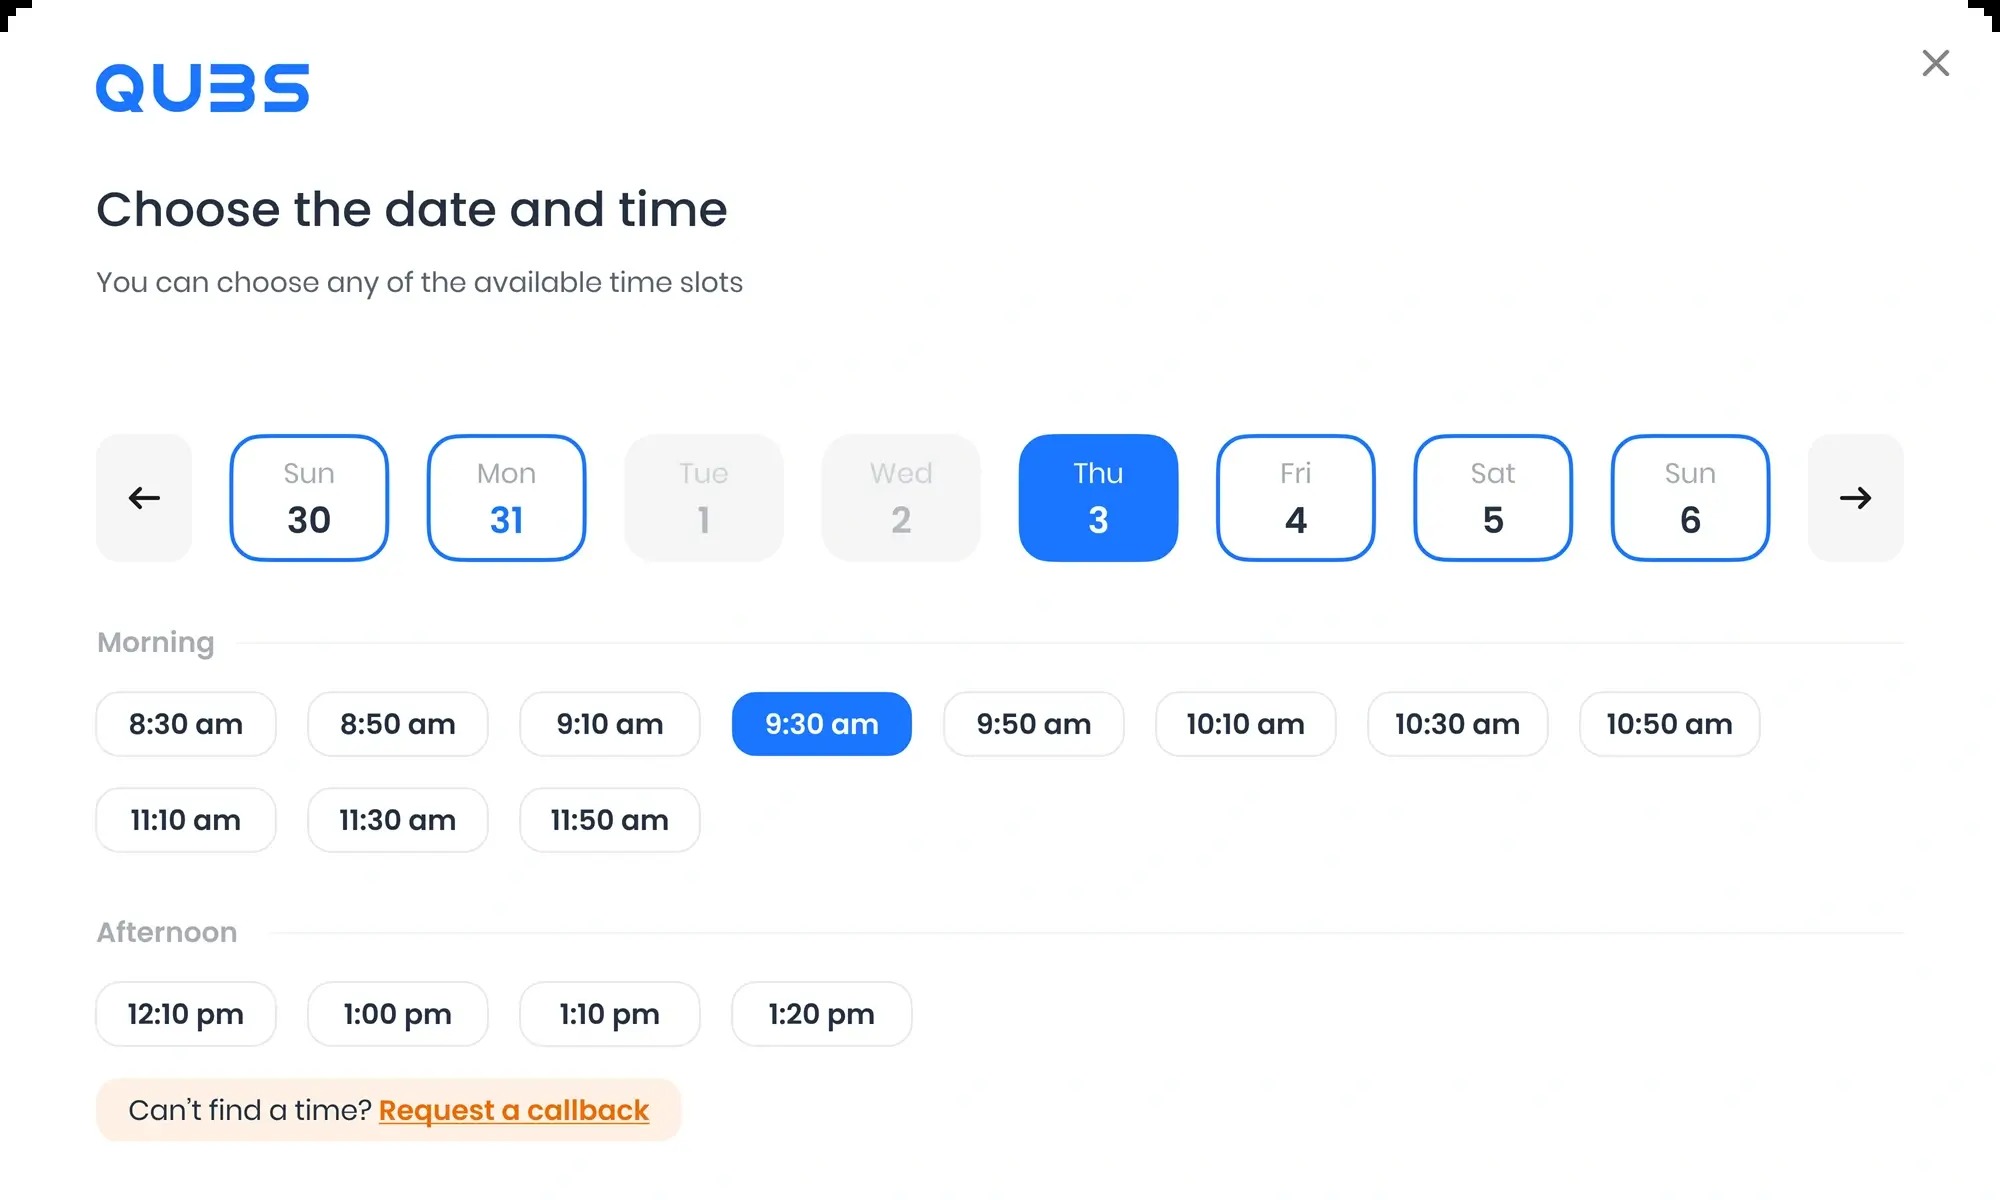 QUBS
Choose the date and time
You can choose any of the available time slots
Sun Mon Tue Wed Thu Fri Sat Sun
30 31 1 2 3 4 5 6
Morning
8:30 am 8:50 am 9:10 am 9:30 am 9:50 am 10:10 am 10:30 am 10:50 am
11:10 am 11:30 am 11:50 am
Afternoon
12:10 pm 1:00 pm 1:10 pm 1:20 pm
Can’t find a time? Request a callback